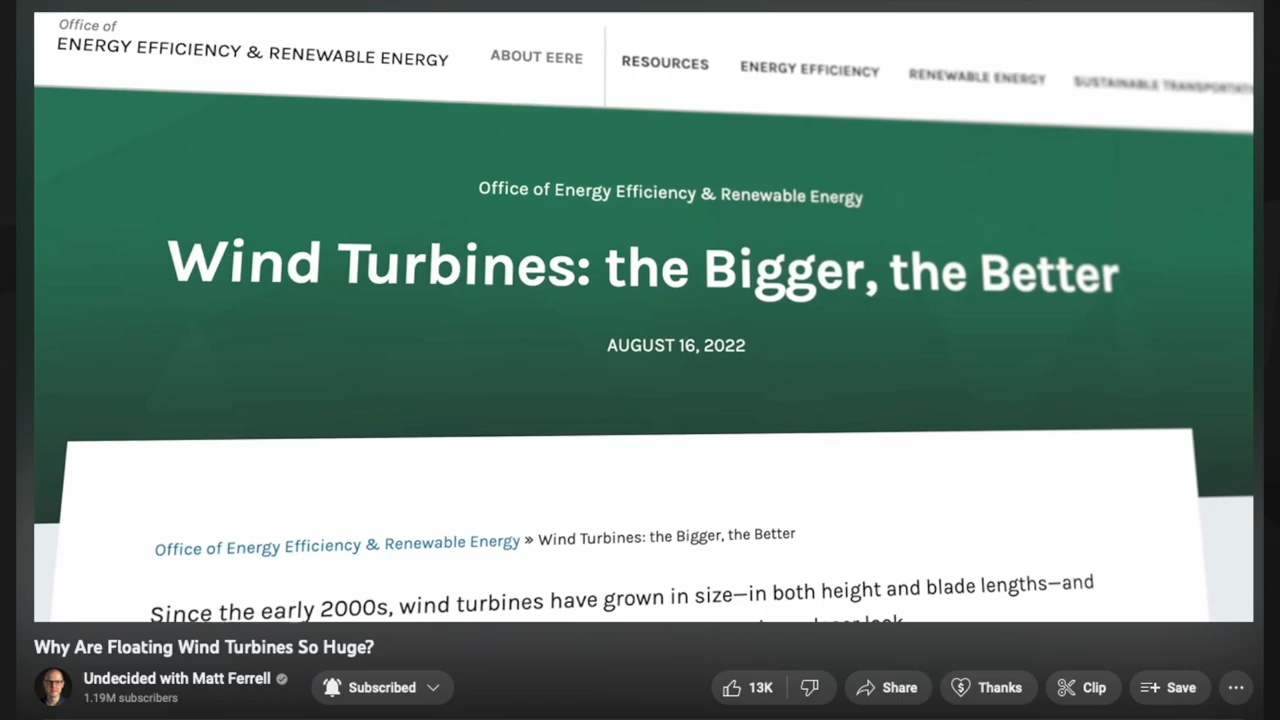 Office of
ENERGY EFFICIENCY & RENEWABLE ENERGY
ABOUT EERE
RESOURCES
ENERGY EFFICIENCY
RENEWABLE ENERGY
SUSTAINABLE
Office of Energy Efficiency & Renewable Energy
Wind Turbines: the Bigger, the Better
AUGUST 16, 2022
Office of Energy Efficiency & Renewable Energy » Wind Turbines: the Bigger, the Better
Since the early 2000s, wind turbines have grown in size—in both height and blade lengths—and
Why Are Floating Wind Turbines So Huge?
Undecided with Matt Ferrell
1.19M subscribers
Subscribed
13K
Share
Thanks
Clip
Save